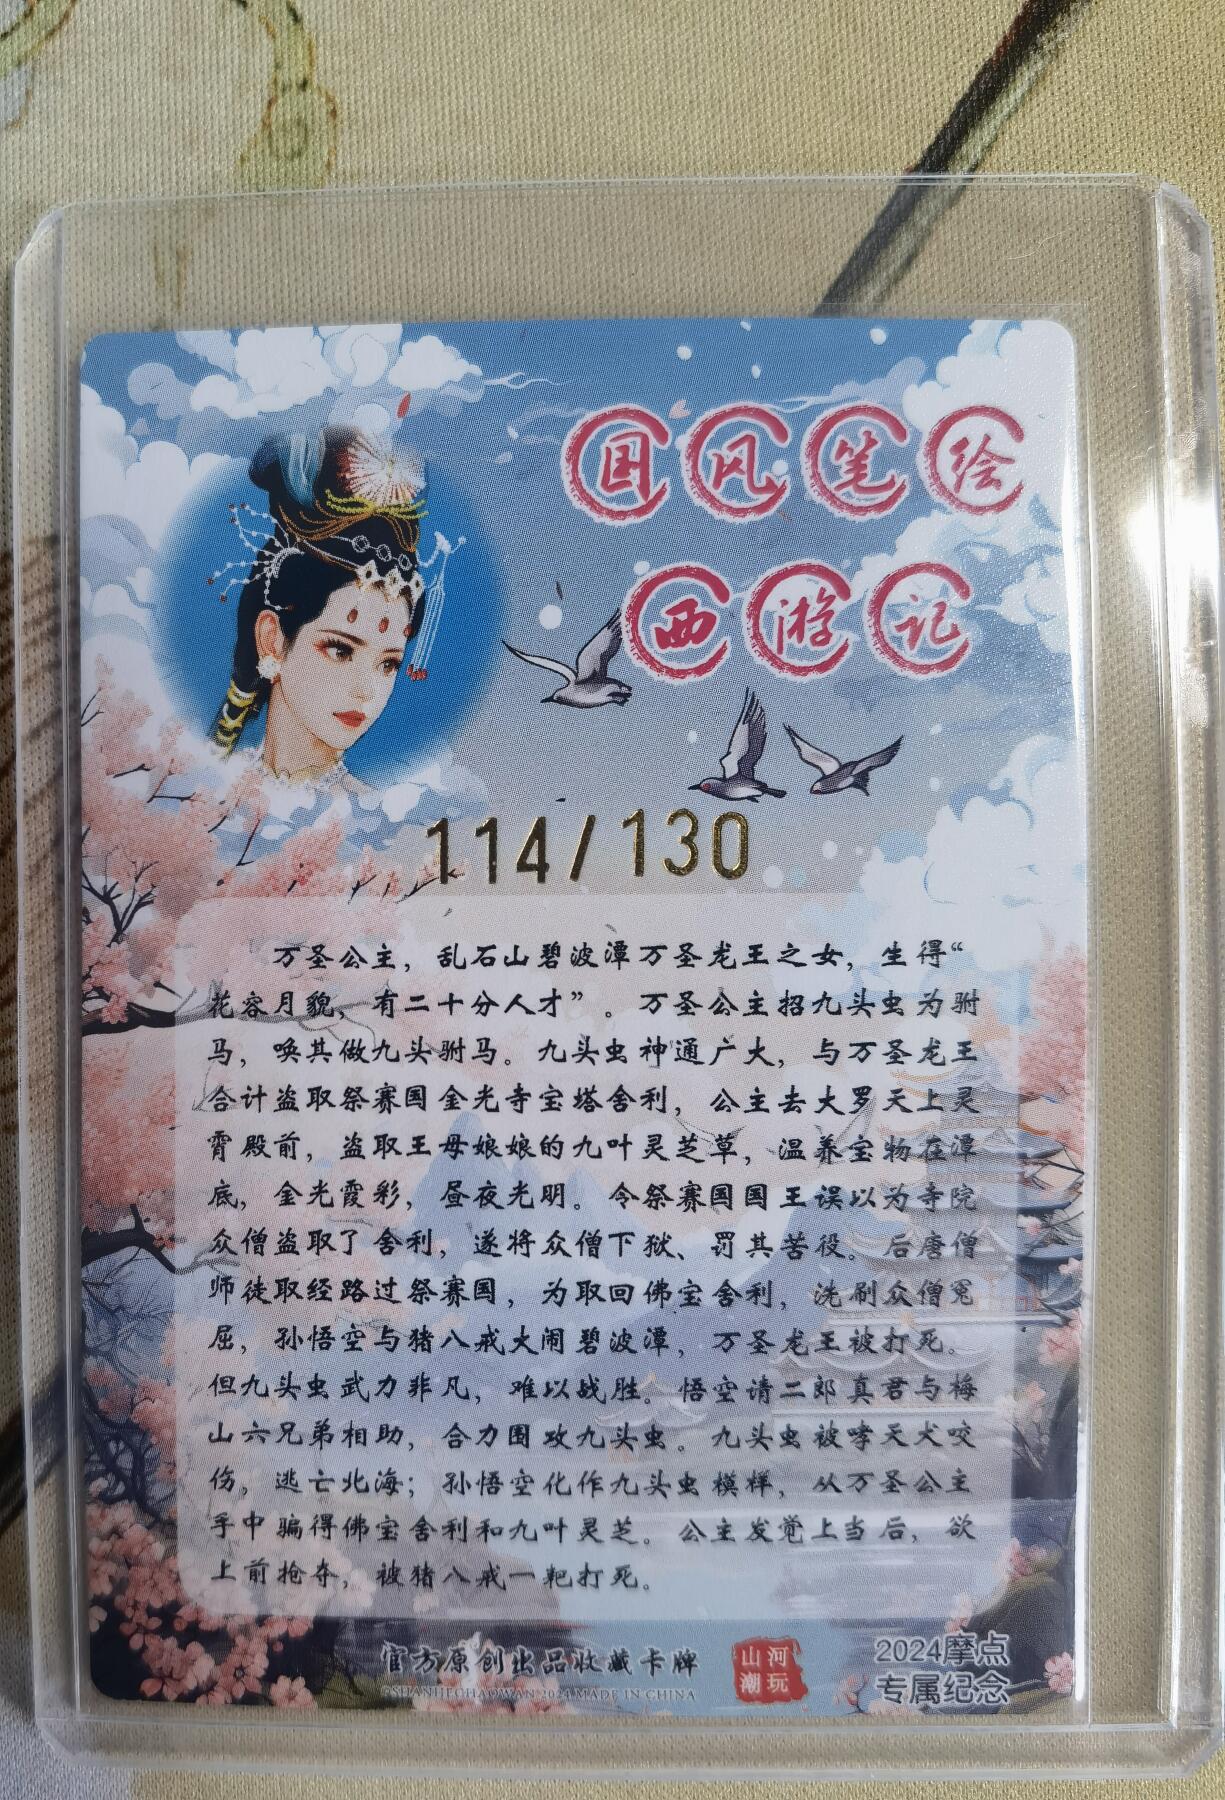 国风笔绘
西游记
114/130
万圣公主，乱石山碧波潭万圣龙王之女，生得“
花容月貌，有二十分人才”。万圣公主招九头虫为驸
马，唤其做九头驸马。九头虫神通广大，与万圣龙王
合计盗取祭赛国金光寺宝塔舍利，公主去大罗天上灵
霄殿前，盗取王母娘娘的九叶灵芝草，温养宝物在潭
底，金光霞彩，昼夜光明。令祭赛国国王误以为寺院
众僧盗取了舍利，遂将众僧下狱、罚其苦役。后唐僧
师徒取经路过祭赛国，为取回佛宝舍利，洗刷众僧冤
屈，孙悟空与猪八戒大闹碧波潭，万圣龙王被打死。
但九头虫武力非凡，难以战胜。悟空请二郎真君与梅
山六兄弟相助，合力围攻九头虫。九头虫被哮天犬咬
伤，逃亡北海；孙悟空化作九头虫模样，从万圣公主
手中骗得佛宝舍利和九叶灵芝。公主发觉上当后，欲
上前抢夺，被猪八戒一耙打死。
官方原创出品收藏卡牌
©SHANHECHAOWAN 2024 MADE IN CHINA
山河
潮玩
2024摩点
专属纪念